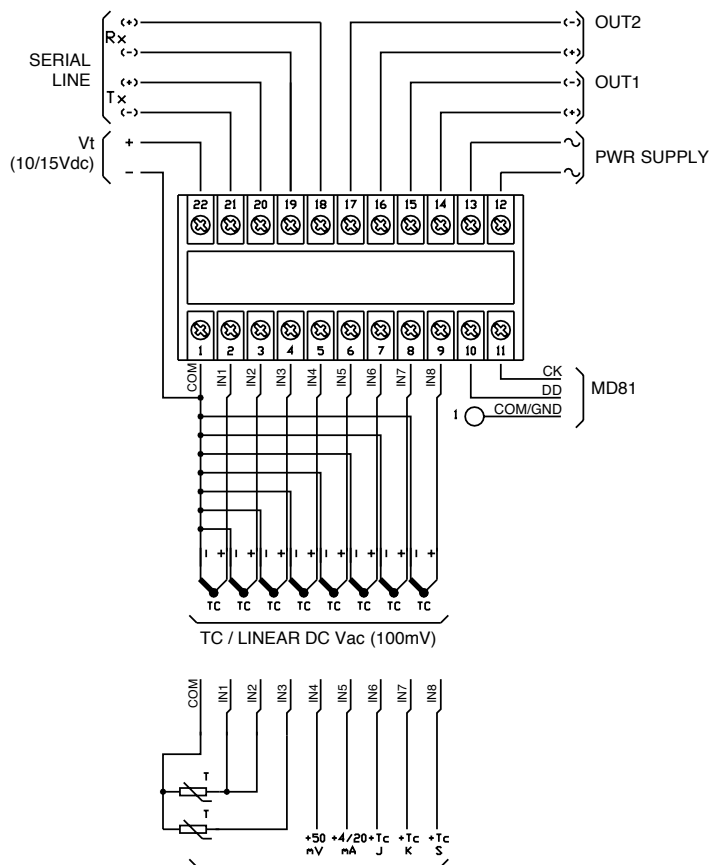 (+)
Rx
(-)
SERIAL
LINE
(+)
Tx
(-)
Vt
(10/15Vdc)
+
-
(-)
OUT2
(+)
(-)
OUT1
(+)
PWR SUPPLY
22 21 20 19 18 17 16 15 14 13 12
1 2 3 4 5 6 7 8 9 10 11
COM IN1 IN2 IN3 IN4 IN5 IN6 IN7 IN8
CK
DD
MD81
1 COM/GND
- + - + - + - + - + - + - + - +
TC TC TC TC TC TC TC TC
TC / LINEAR DC Vac (100mV)
COM IN1 IN2 IN3 IN4 IN5 IN6 IN7 IN8
T
T
+50 +4/20 +Tc +Tc +Tc
mV mA J K S